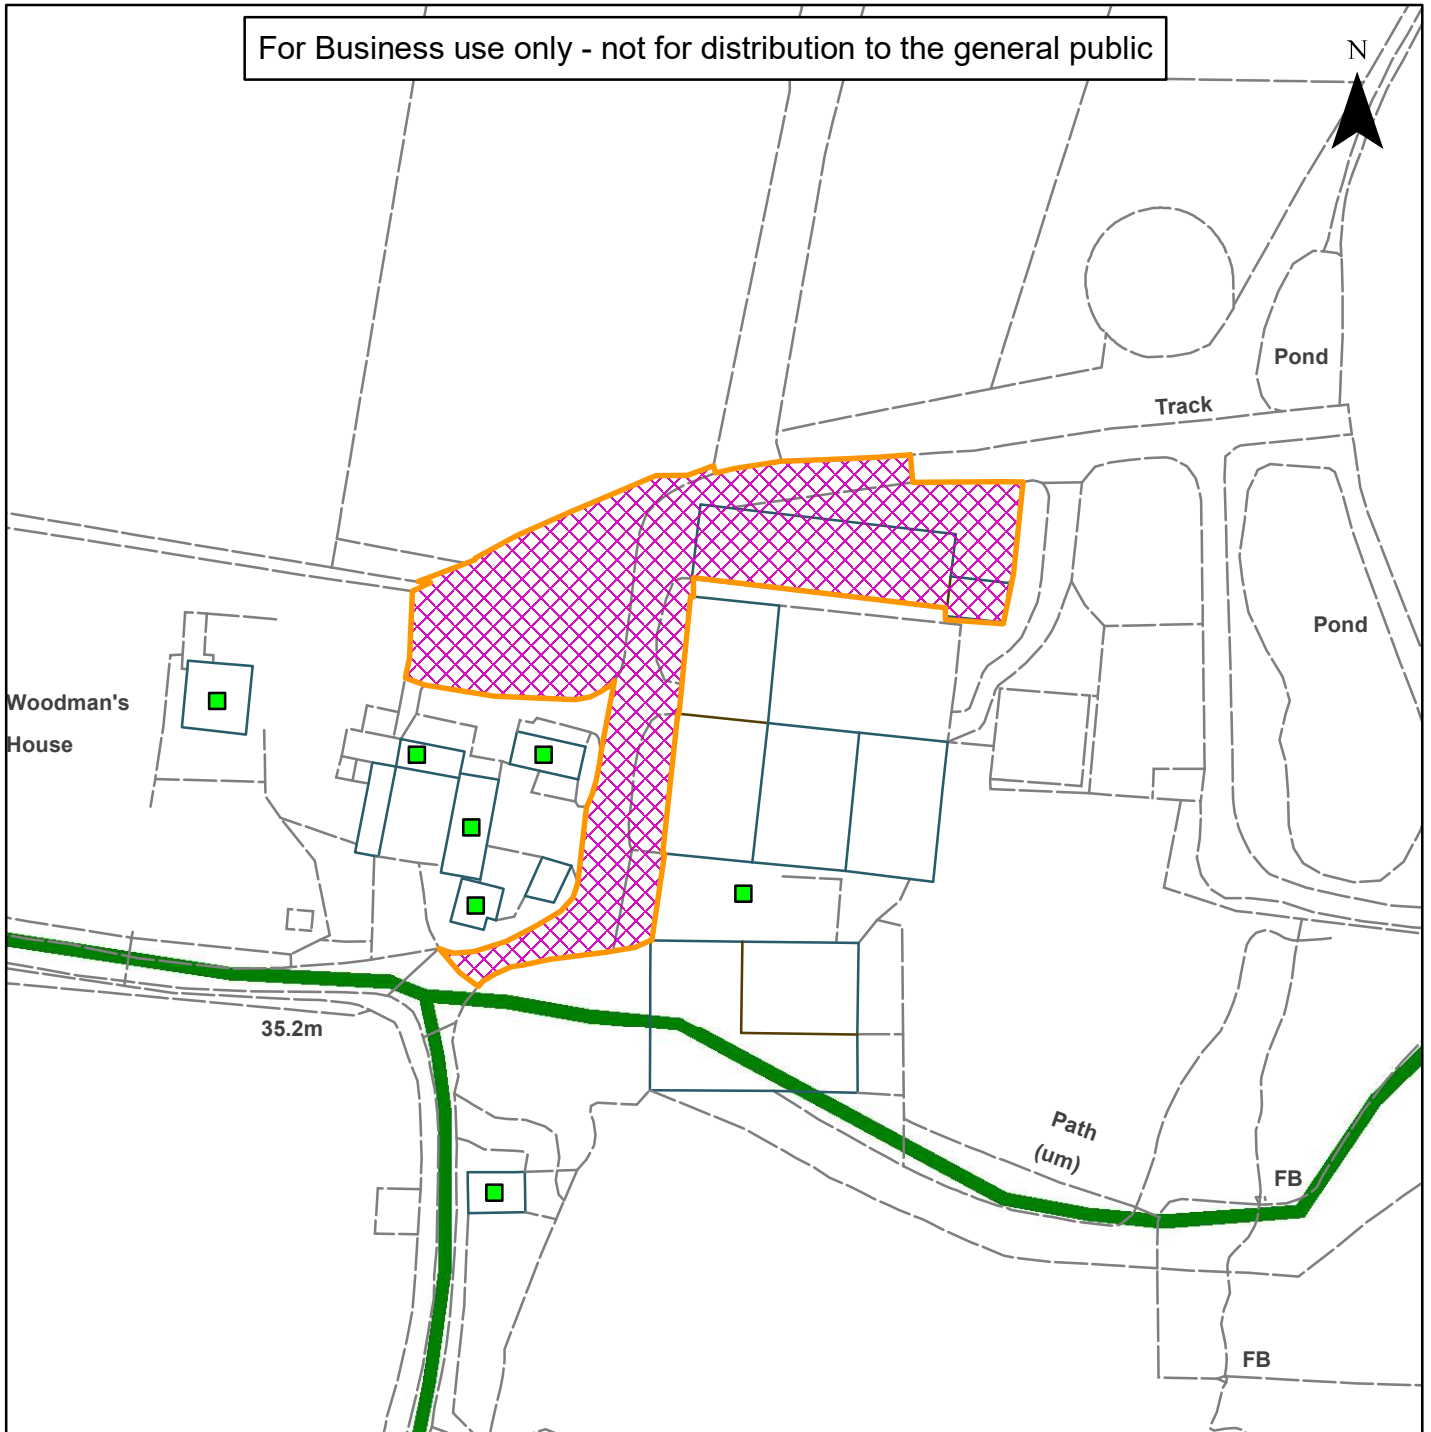 For Business use only - not for distribution to the general public
N
Pond
Track
Pond
Woodman's
House
35.2m
Path
(um)
FB
FB